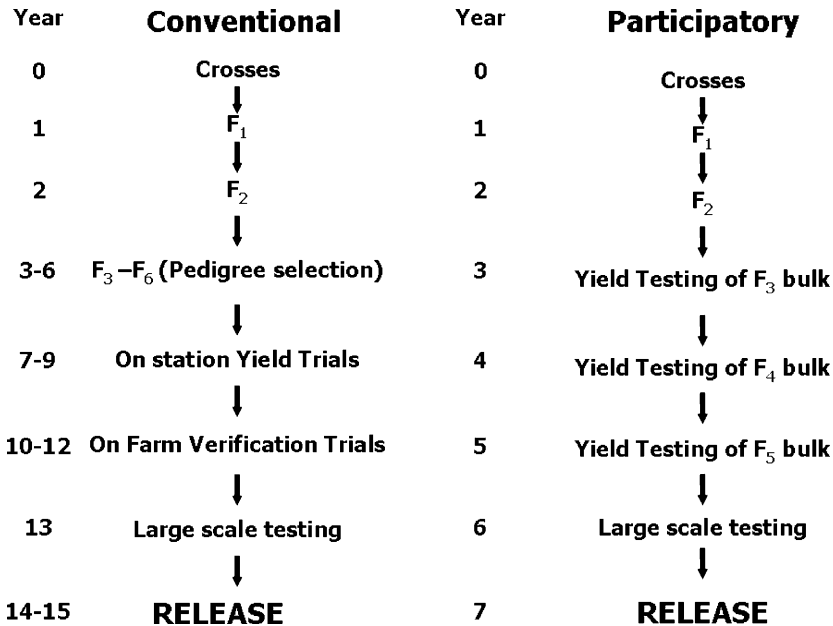 Year Conventional Year Participatory
0 Crosses 0 Crosses
1 F₁ 1 F₁
2 F₂ 2 F₂
3-6 F₃–F₆ (Pedigree selection) 3 Yield Testing of F₃ bulk
7-9 On station Yield Trials 4 Yield Testing of F₄ bulk
10-12 On Farm Verification Trials 5 Yield Testing of F₅ bulk
13 Large scale testing 6 Large scale testing
14-15 RELEASE 7 RELEASE